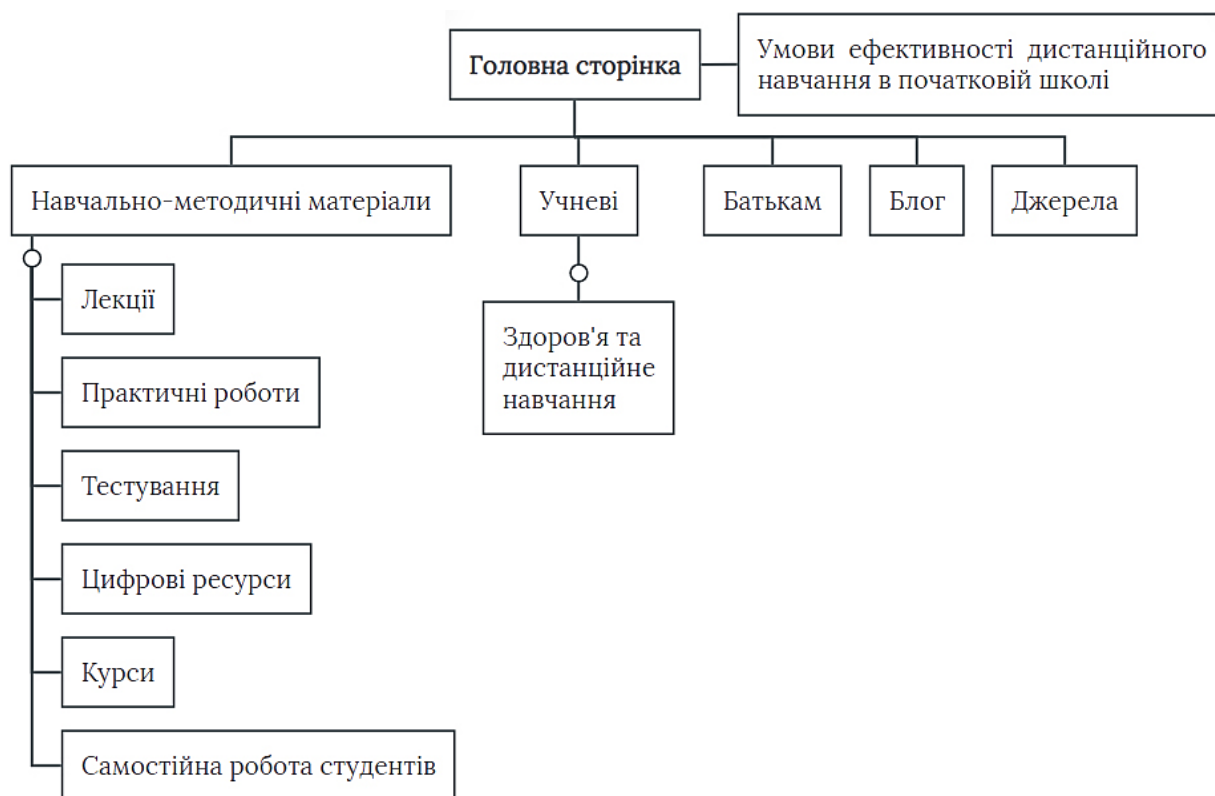 Головна сторінка
Умови ефективності дистанційного
навчання в початковій школі
Навчально-методичні матеріали
Учневі
Батькам
Блог
Джерела
Лекції
Практичні роботи
Тестування
Цифрові ресурси
Курси
Самостійна робота студентів
Здоров'я та
дистанційне
навчання